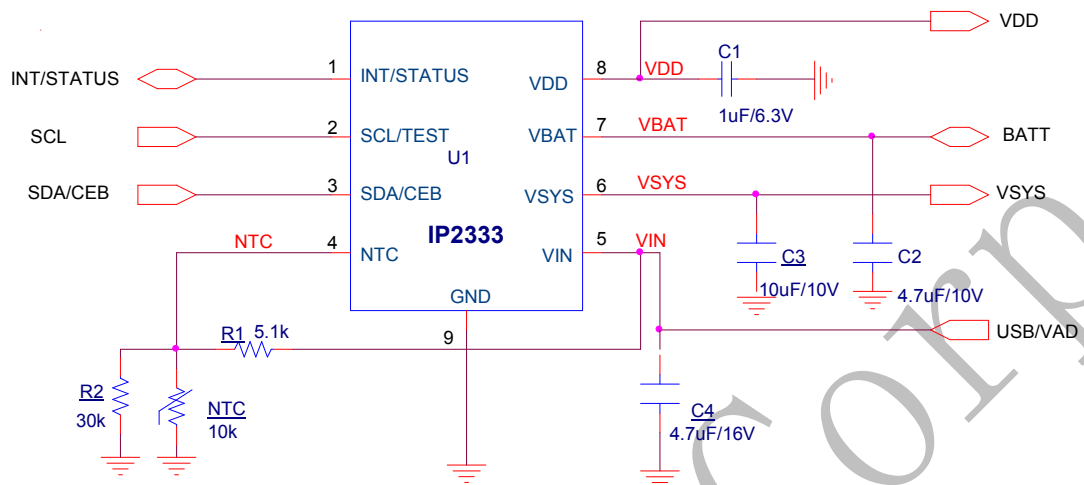 VDD
C1
INT/STATUS
1
INT/STATUS
VDD
8
VDD
1uF/6.3V
SCL
2
SCL/TEST
VBAT
7
VBAT
BATT
U1
SDA/CEB
3
SDA/CEB
VSYS
6
VSYS
VSYS
IP2333
NTC
4
NTC
VIN
5
VIN
C3
C2
10uF/10V
4.7uF/10V
GND
R1
5.1k
9
USB/VAD
R2
30k
NTC
10k
C4
4.7uF/16V
Corp